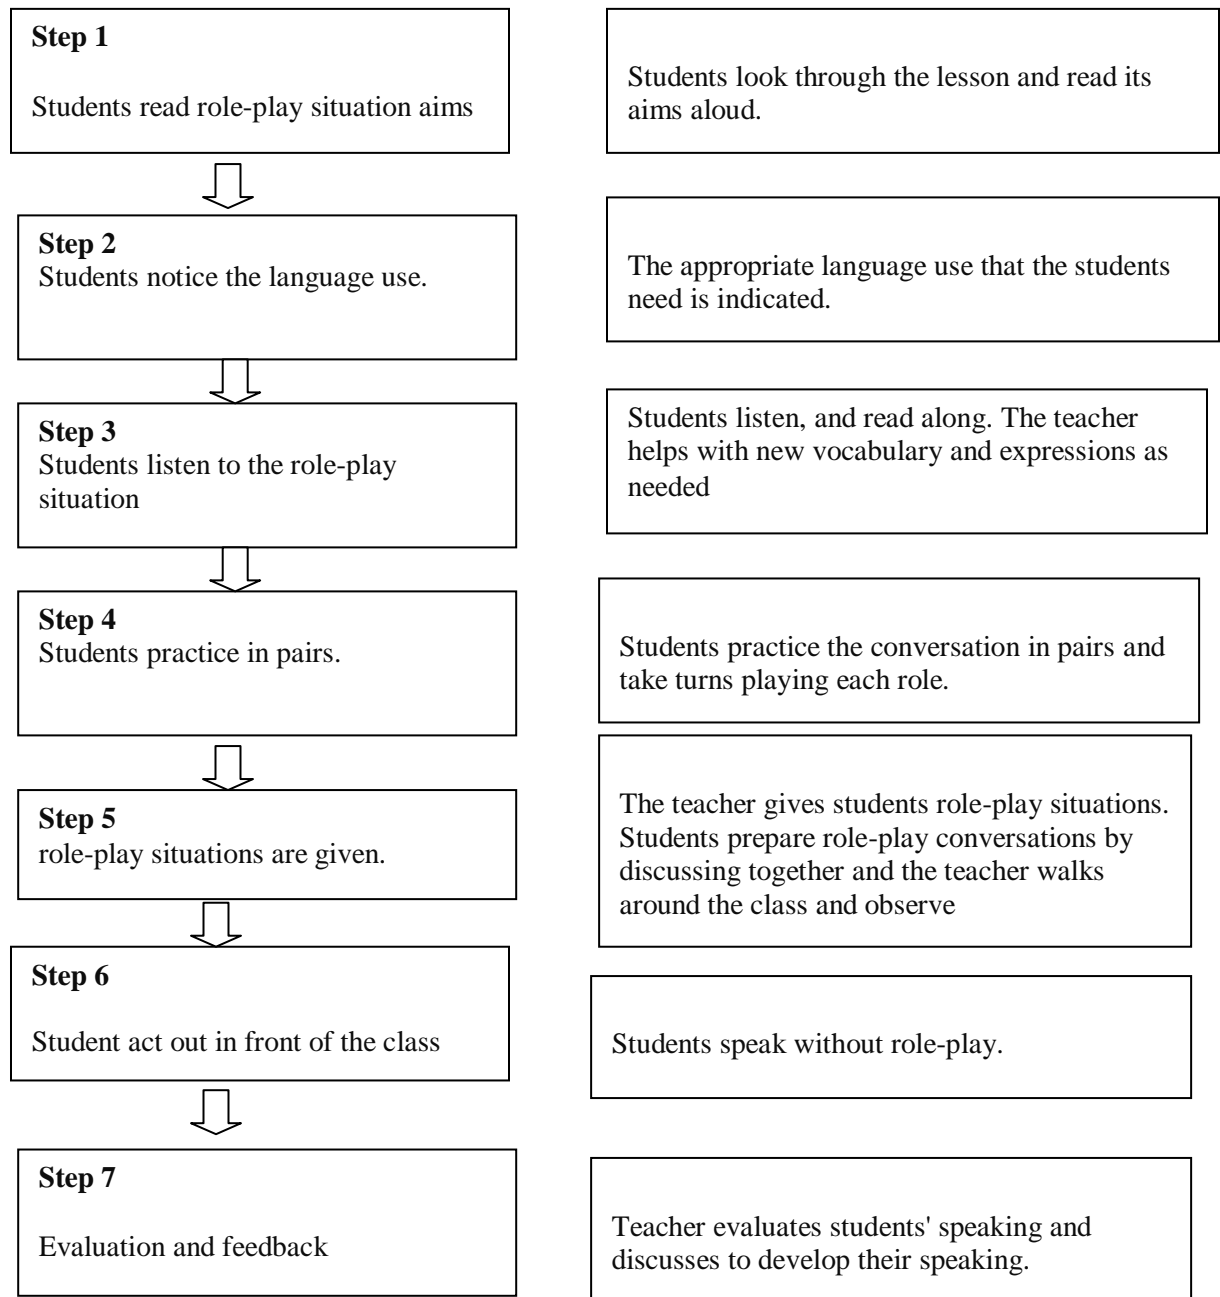 Step 1
Students read role-play situation aims
Students look through the lesson and read its
aims aloud.
Step 2
Students notice the language use.
The appropriate language use that the students
need is indicated.
Step 3
Students listen to the role-play
situation
Students listen, and read along. The teacher
helps with new vocabulary and expressions as
needed
Step 4
Students practice in pairs.
Students practice the conversation in pairs and
take turns playing each role.
Step 5
role-play situations are given.
The teacher gives students role-play situations.
Students prepare role-play conversations by
discussing together and the teacher walks
around the class and observe
Step 6
Student act out in front of the class
Students speak without role-play.
Step 7
Evaluation and feedback
Teacher evaluates students' speaking and
discusses to develop their speaking.